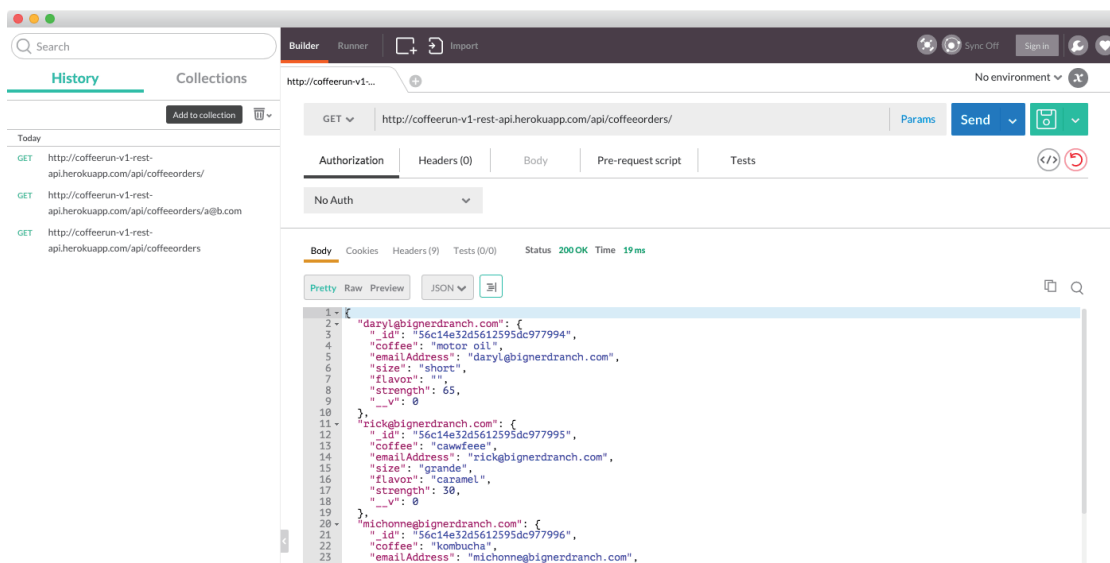 Search
History Collections
Add to collection
Today
GET http://coffeerun-v1-rest-
api.herokuapp.com/api/coffeeorders/
GET http://coffeerun-v1-rest-
api.herokuapp.com/api/coffeeorders/a@b.com
GET http://coffeerun-v1-rest-
api.herokuapp.com/api/coffeeorders
Builder Runner Import Sync Off Sign in
http://coffeerun-v1-... No environment
GET http://coffeerun-v1-rest-api.herokuapp.com/api/coffeeorders/ Params Send
Authorization Headers (0) Body Pre-request script Tests
No Auth
Body Cookies Headers (9) Tests (0/0) Status 200 OK Time 19 ms
Pretty Raw Preview JSON
1 {
2 "daryl@bignerdranch.com": {
3 "_id": "56c14e32d5612595dc977994",
4 "coffee": "motor oil",
5 "emailAddress": "daryl@bignerdranch.com",
6 "size": "short",
7 "flavor": "",
8 "strength": 65,
9 "__v": 0
10 },
11 "rick@bignerdranch.com": {
12 "_id": "56c14e32d5612595dc977995",
13 "coffee": "cawwfeee",
14 "emailAddress": "rick@bignerdranch.com",
15 "size": "grande",
16 "flavor": "caramel",
17 "strength": 30,
18 "__v": 0
19 },
20 "michonne@bignerdranch.com": {
21 "_id": "56c14e32d5612595dc977996",
22 "coffee": "kombucha",
23 "emailAddress": "michonne@bignerdranch.com",